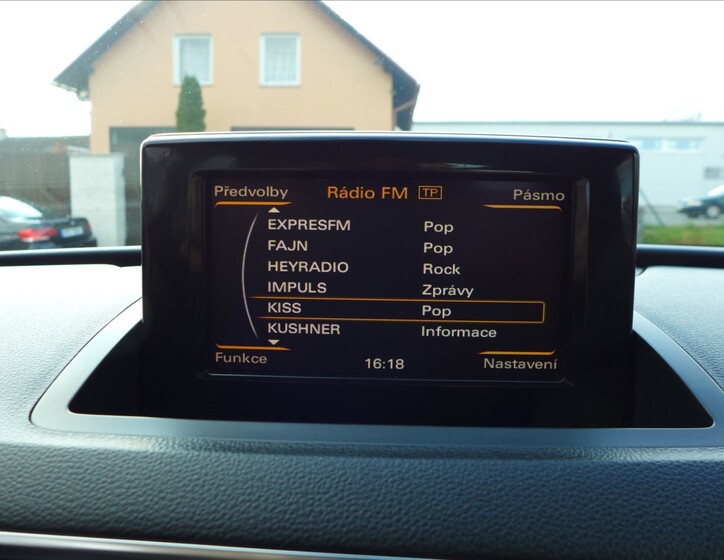 Předvolby Rádio FM TP Pásmo
EXPRESFM Pop
FAJN Pop
HEYRADIO Rock
IMPULS Zprávy
KISS Pop
KUSHNER Informace
Funkce 16:18 Nastavení